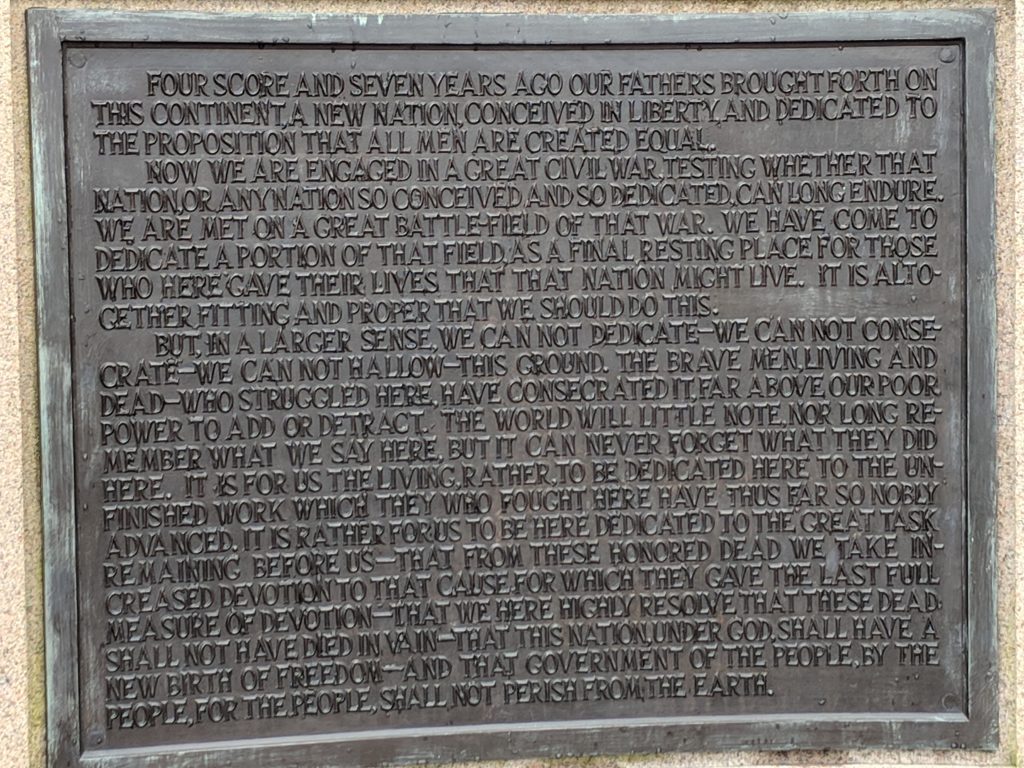 FOUR SCORE AND SEVEN YEARS AGO OUR FATHERS BROUGHT FORTH ON
THIS CONTINENT, A NEW NATION, CONCEIVED IN LIBERTY, AND DEDICATED TO
THE PROPOSITION THAT ALL MEN ARE CREATED EQUAL.
NOW WE ARE ENGAGED IN A GREAT CIVIL WAR, TESTING WHETHER THAT
NATION, OR ANY NATION SO CONCEIVED AND SO DEDICATED, CAN LONG ENDURE.
WE ARE MET ON A GREAT BATTLE-FIELD OF THAT WAR. WE HAVE COME TO
DEDICATE A PORTION OF THAT FIELD, AS A FINAL RESTING PLACE FOR THOSE
WHO HERE GAVE THEIR LIVES THAT THAT NATION MIGHT LIVE. IT IS ALTO-
GETHER FITTING AND PROPER THAT WE SHOULD DO THIS.
BUT, IN A LARGER SENSE, WE CAN NOT DEDICATE—WE CAN NOT CONSE-
CRATE—WE CAN NOT HALLOW—THIS GROUND. THE BRAVE MEN, LIVING AND
DEAD—WHO STRUGGLED HERE, HAVE CONSECRATED IT, FAR ABOVE OUR POOR
POWER TO ADD OR DETRACT. THE WORLD WILL LITTLE NOTE, NOR LONG RE-
MEMBER WHAT WE SAY HERE, BUT IT CAN NEVER FORGET WHAT THEY DID
HERE. IT IS FOR US THE LIVING, RATHER, TO BE DEDICATED HERE TO THE UN-
FINISHED WORK WHICH THEY WHO FOUGHT HERE HAVE THUS FAR SO NOBLY
ADVANCED. IT IS RATHER FOR US TO BE HERE DEDICATED TO THE GREAT TASK
REMAINING BEFORE US—THAT FROM THESE HONORED DEAD WE TAKE IN-
CREASED DEVOTION TO THAT CAUSE FOR WHICH THEY GAVE THE LAST FULL
MEASURE OF DEVOTION—THAT WE HERE HIGHLY RESOLVE THAT THESE DEAD
SHALL NOT HAVE DIED IN VAIN—THAT THIS NATION, UNDER GOD, SHALL HAVE A
NEW BIRTH OF FREEDOM—AND THAT GOVERNMENT OF THE PEOPLE, BY THE
PEOPLE, FOR THE PEOPLE, SHALL NOT PERISH FROM THE EARTH.